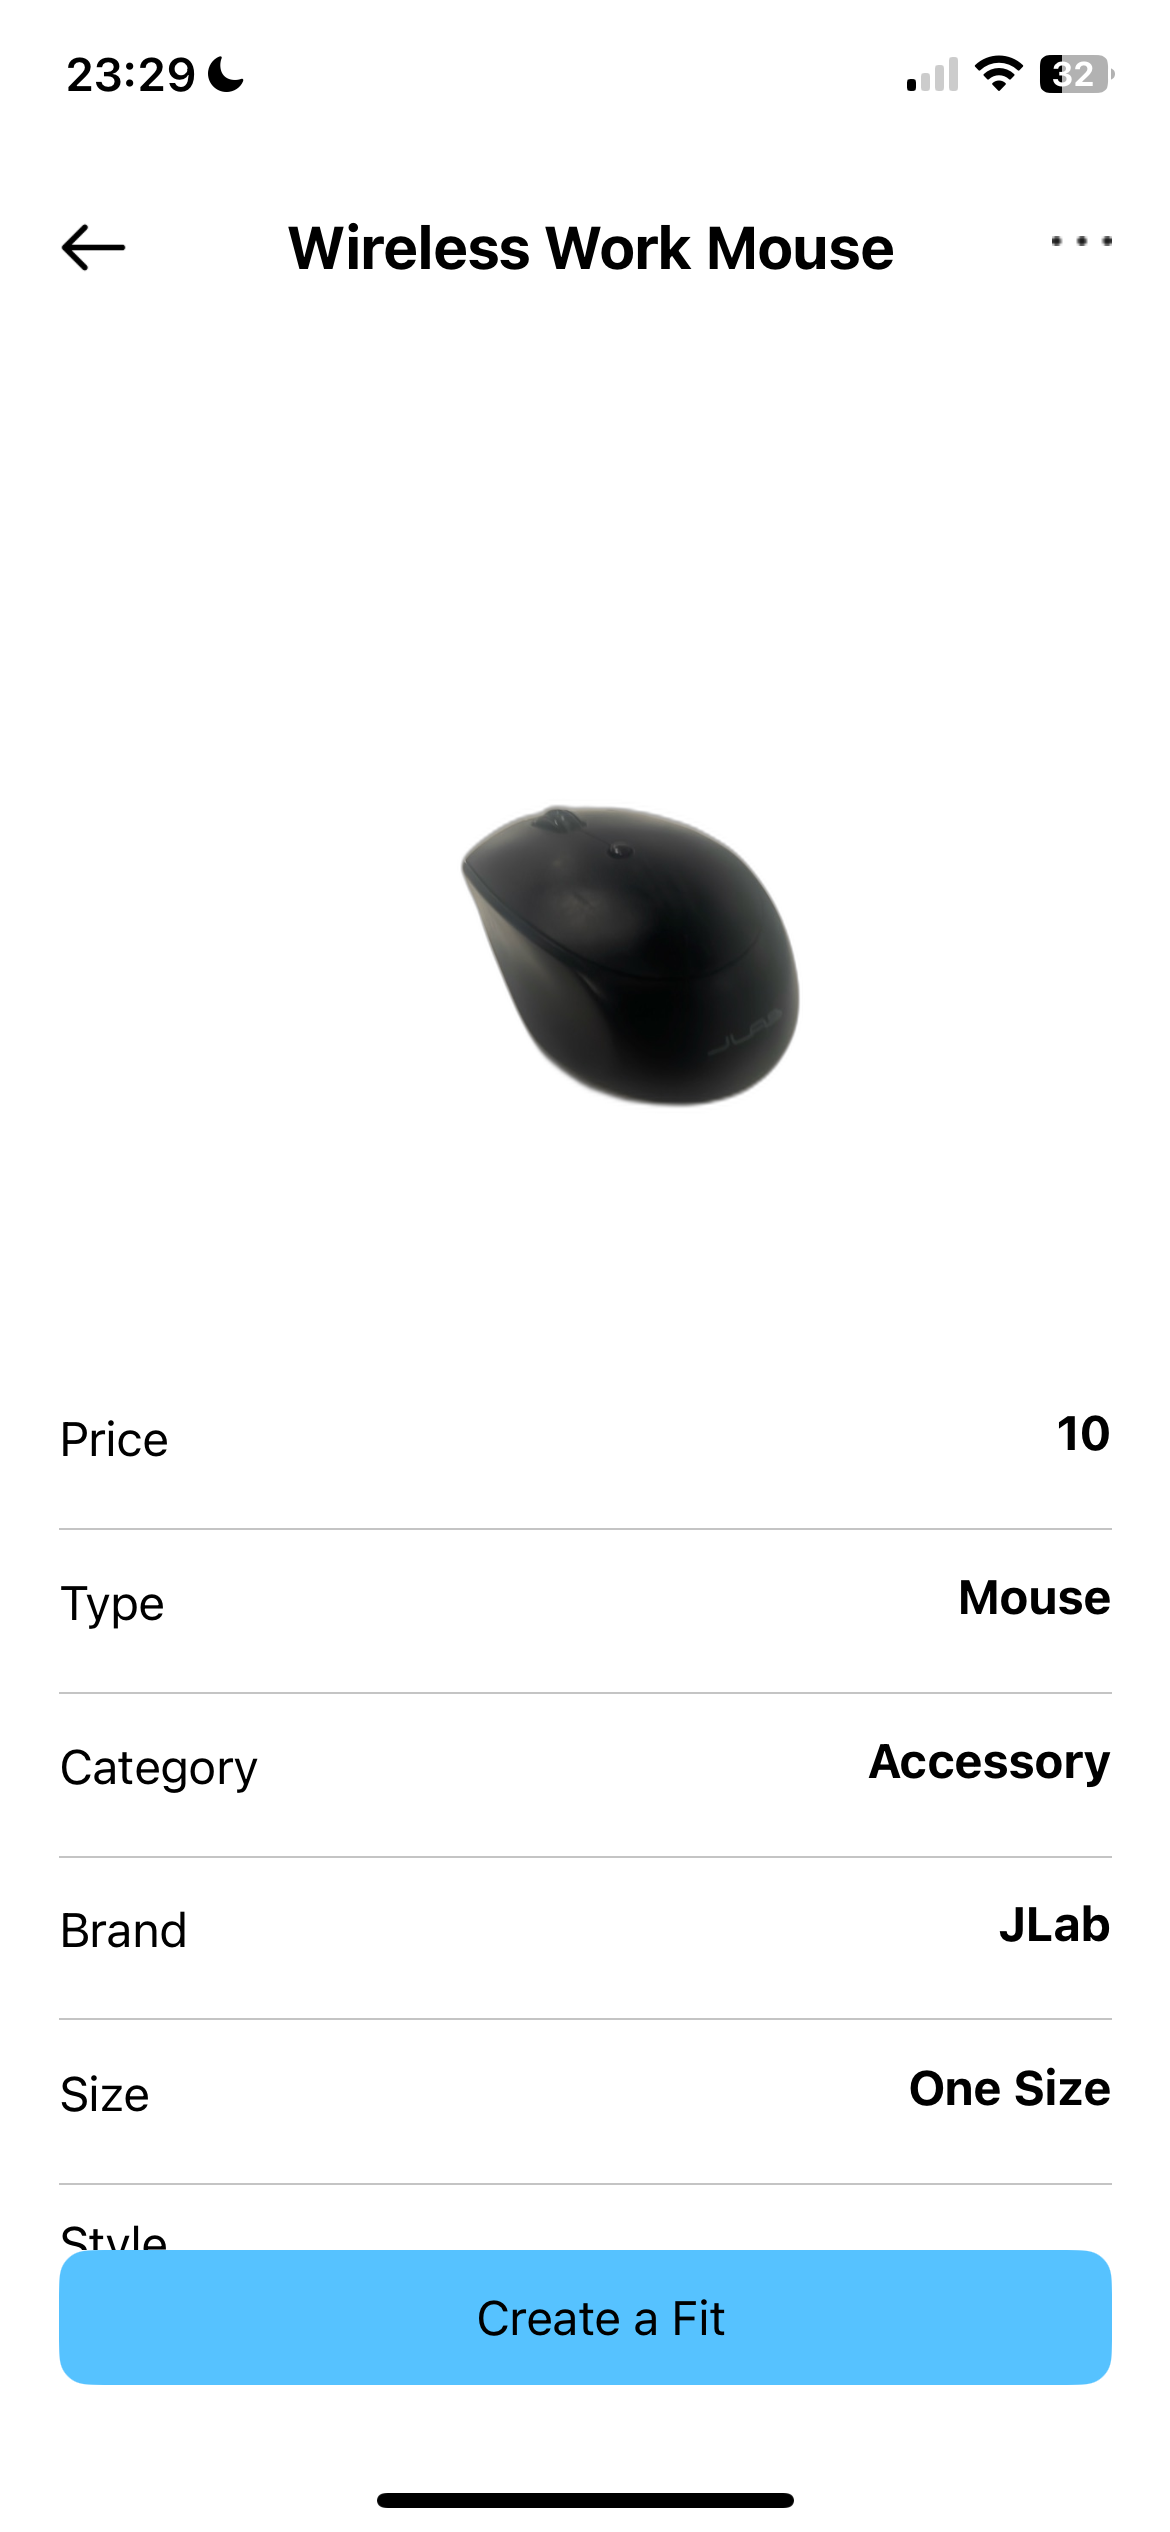 23:29
32
Wireless Work Mouse
JLAB
Price 10
Type Mouse
Category Accessory
Brand JLab
Size One Size
Style
Create a Fit